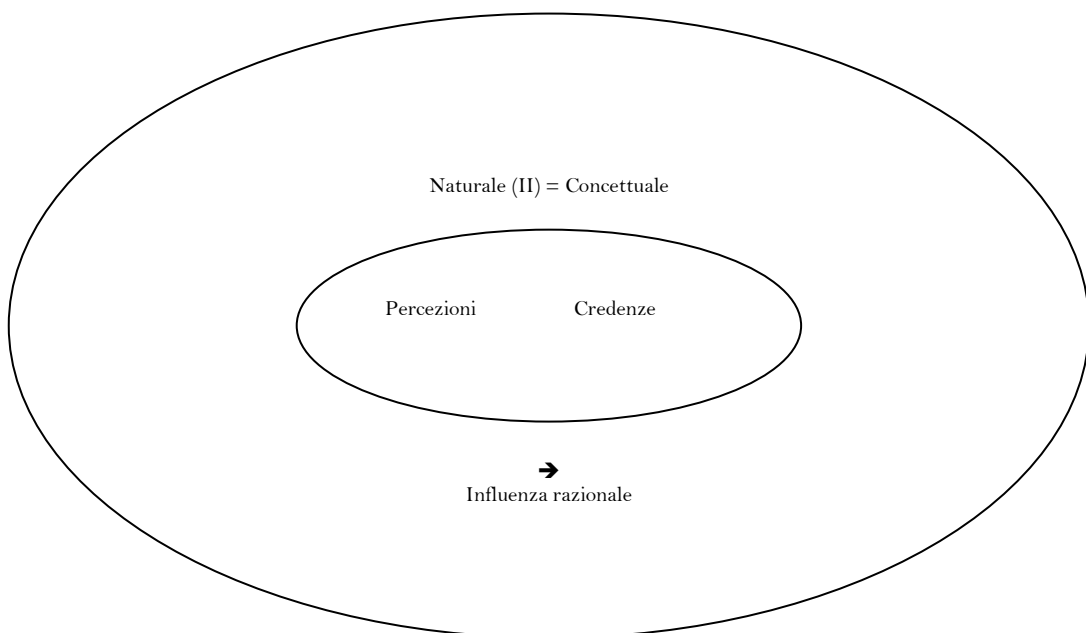 Naturale (II) = Concettuale
Percezioni Credenze
➔
Influenza razionale